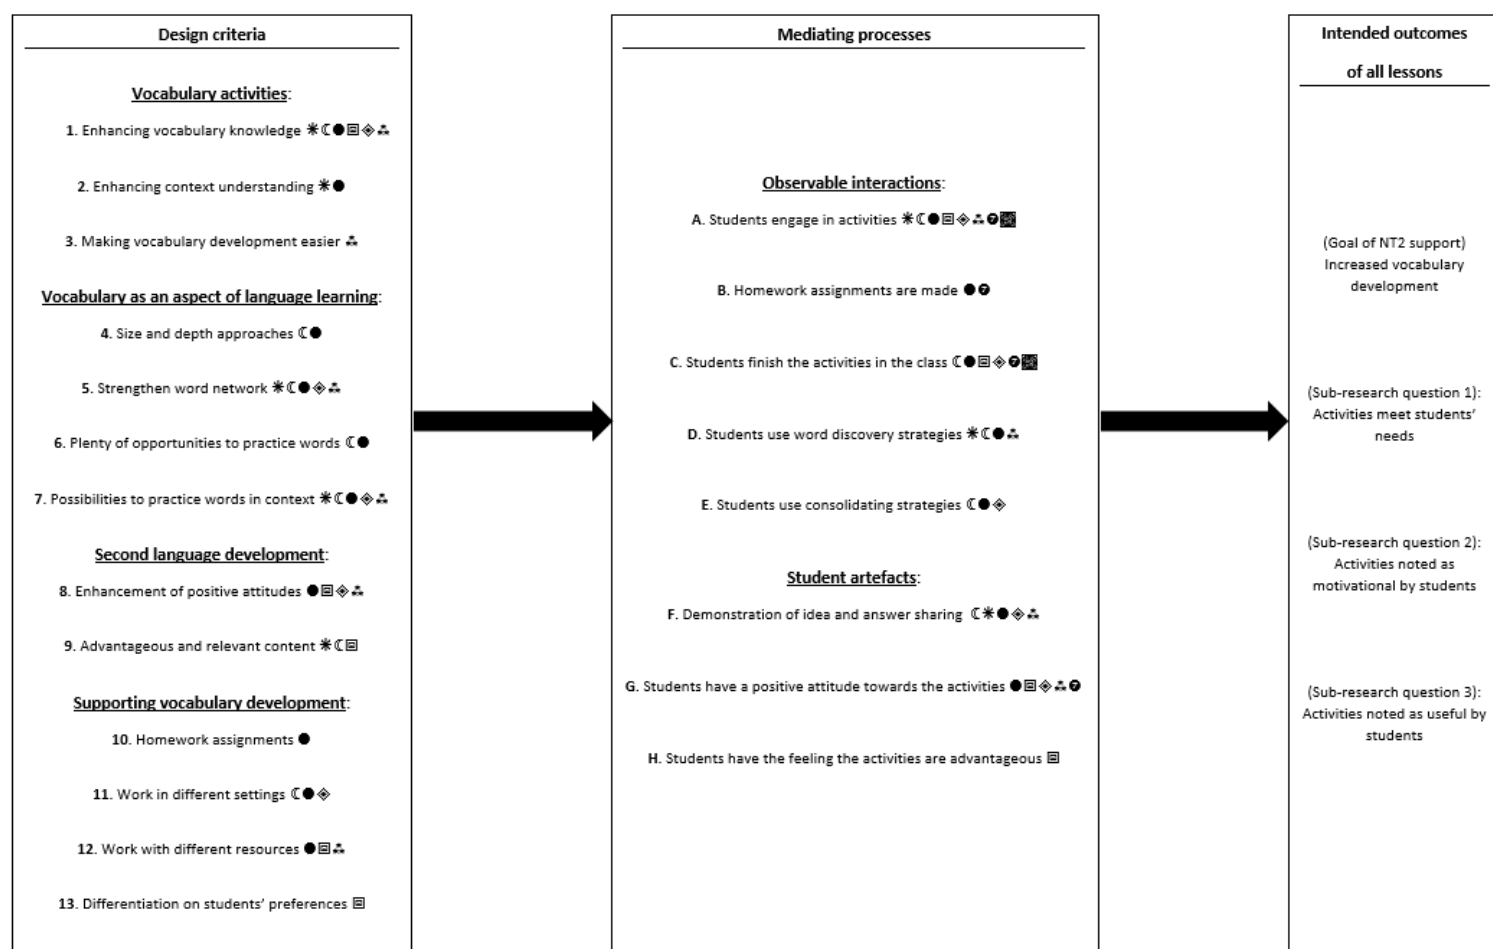 Design criteria
Vocabulary activities:
1. Enhancing vocabulary knowledge
2. Enhancing context understanding
3. Making vocabulary development easier
Vocabulary as an aspect of language learning:
4. Size and depth approaches
5. Strengthen word network
6. Plenty of opportunities to practice words
7. Possibilities to practice words in context
Second language development:
8. Enhancement of positive attitudes
9. Advantageous and relevant content
Supporting vocabulary development:
10. Homework assignments
11. Work in different settings
12. Work with different resources
13. Differentiation on students' preferences
Mediating processes
Observable interactions:
A. Students engage in activities ❼
B. Homework assignments are made ❼
C. Students finish the activities in the class ❼
D. Students use word discovery strategies
E. Students use consolidating strategies
Student artefacts:
F. Demonstration of idea and answer sharing
G. Students have a positive attitude towards the activities ❼
H. Students have the feeling the activities are advantageous
Intended outcomes
of all lessons
(Goal of NT2 support)
Increased vocabulary
development
(Sub-research question 1):
Activities meet students'
needs
(Sub-research question 2):
Activities noted as
motivational by students
(Sub-research question 3):
Activities noted as useful by
students